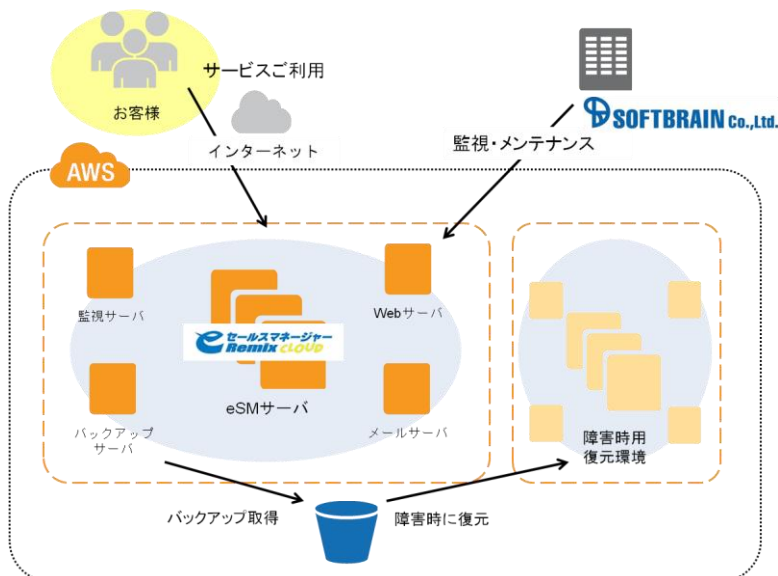 サービスご利用
お客様
インターネット
SOFTBRAIN Co.,Ltd.
監視・メンテナンス
AWS
監視サーバ
Webサーバ
eセールスマネージャー
Remix CLOUD
eSMサーバ
バックアップ
サーバ
メールサーバ
障害時用
復元環境
バックアップ取得
障害時に復元